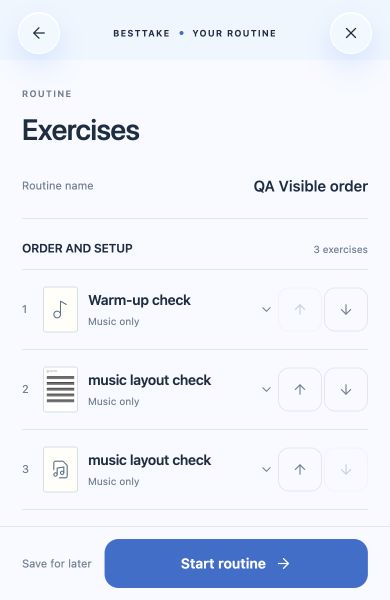 BESTTAKE • YOUR ROUTINE
ROUTINE
Exercises
Routine name QA Visible order
ORDER AND SETUP 3 exercises
1 Warm-up check
Music only
2 music layout check
Music only
3 music layout check
Music only
Save for later Start routine →